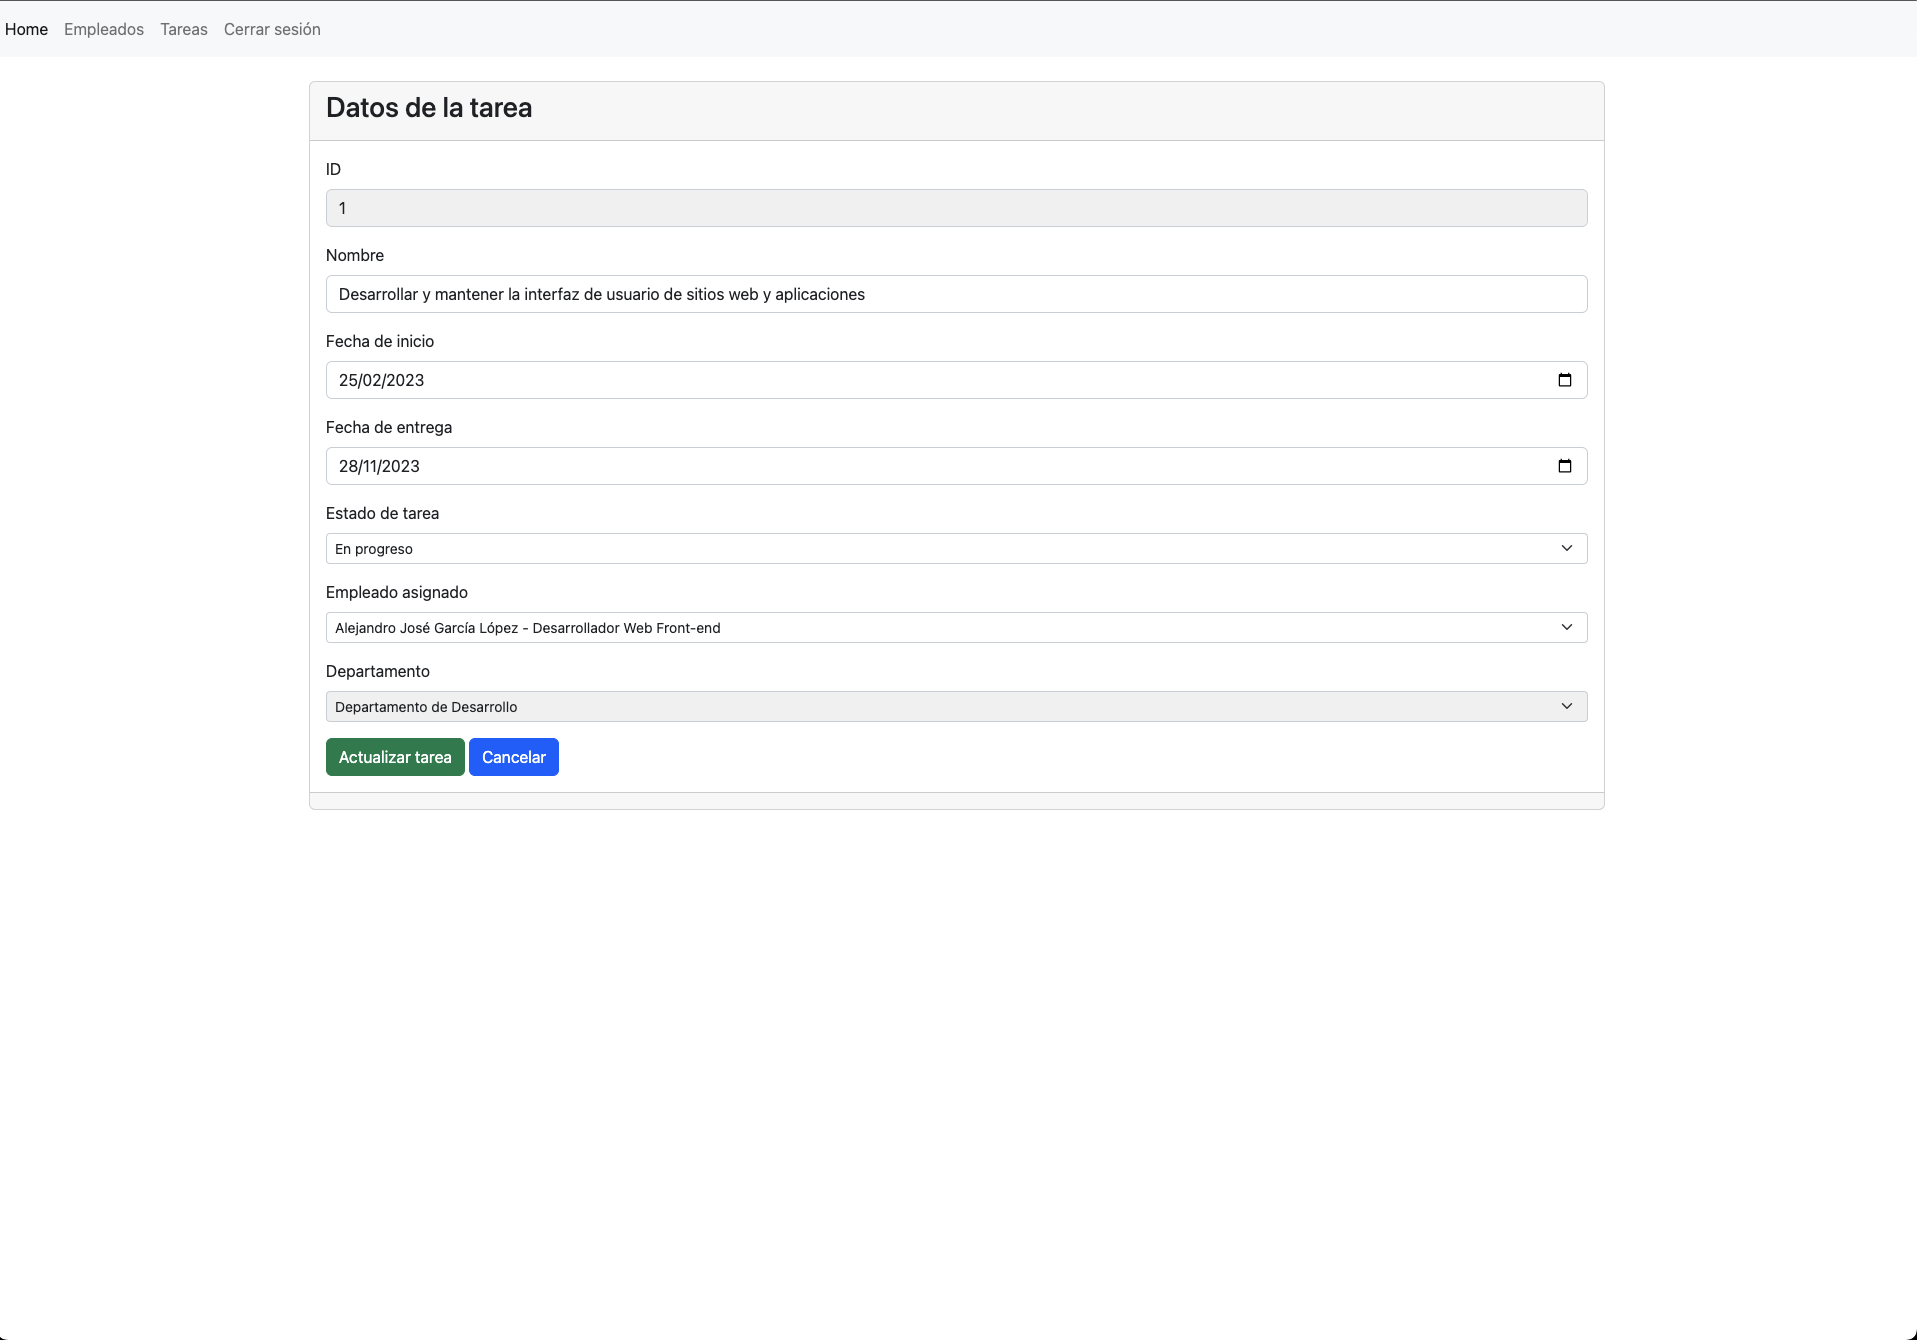 Home Empleados Tareas Cerrar sesión
Datos de la tarea
ID
1
Nombre
Desarrollar y mantener la interfaz de usuario de sitios web y aplicaciones
Fecha de inicio
25/02/2023
Fecha de entrega
28/11/2023
Estado de tarea
En progreso
Empleado asignado
Alejandro José García López - Desarrollador Web Front-end
Departamento
Departamento de Desarrollo
Actualizar tarea Cancelar